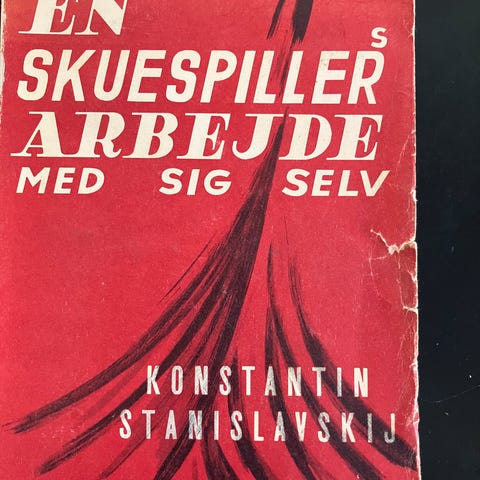 EN
SKUESPILLERS
ARBEJDE
MED SIG SELV
KONSTANTIN
STANISLAVSKIJ